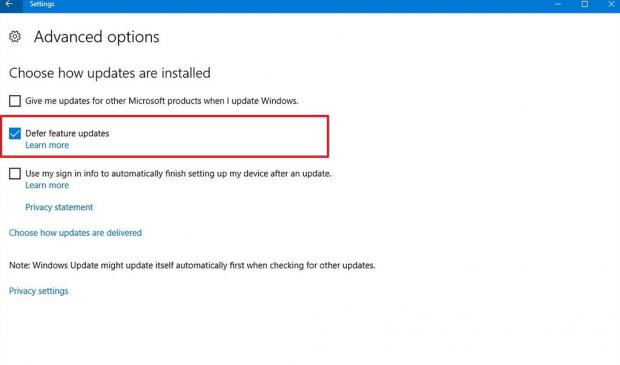 Settings
Advanced options
Choose how updates are installed
Give me updates for other Microsoft products when I update Windows.
Defer feature updates
Learn more
Use my sign in info to automatically finish setting up my device after an update.
Learn more
Privacy statement
Choose how updates are delivered
Note: Windows Update might update itself automatically first when checking for other updates.
Privacy settings